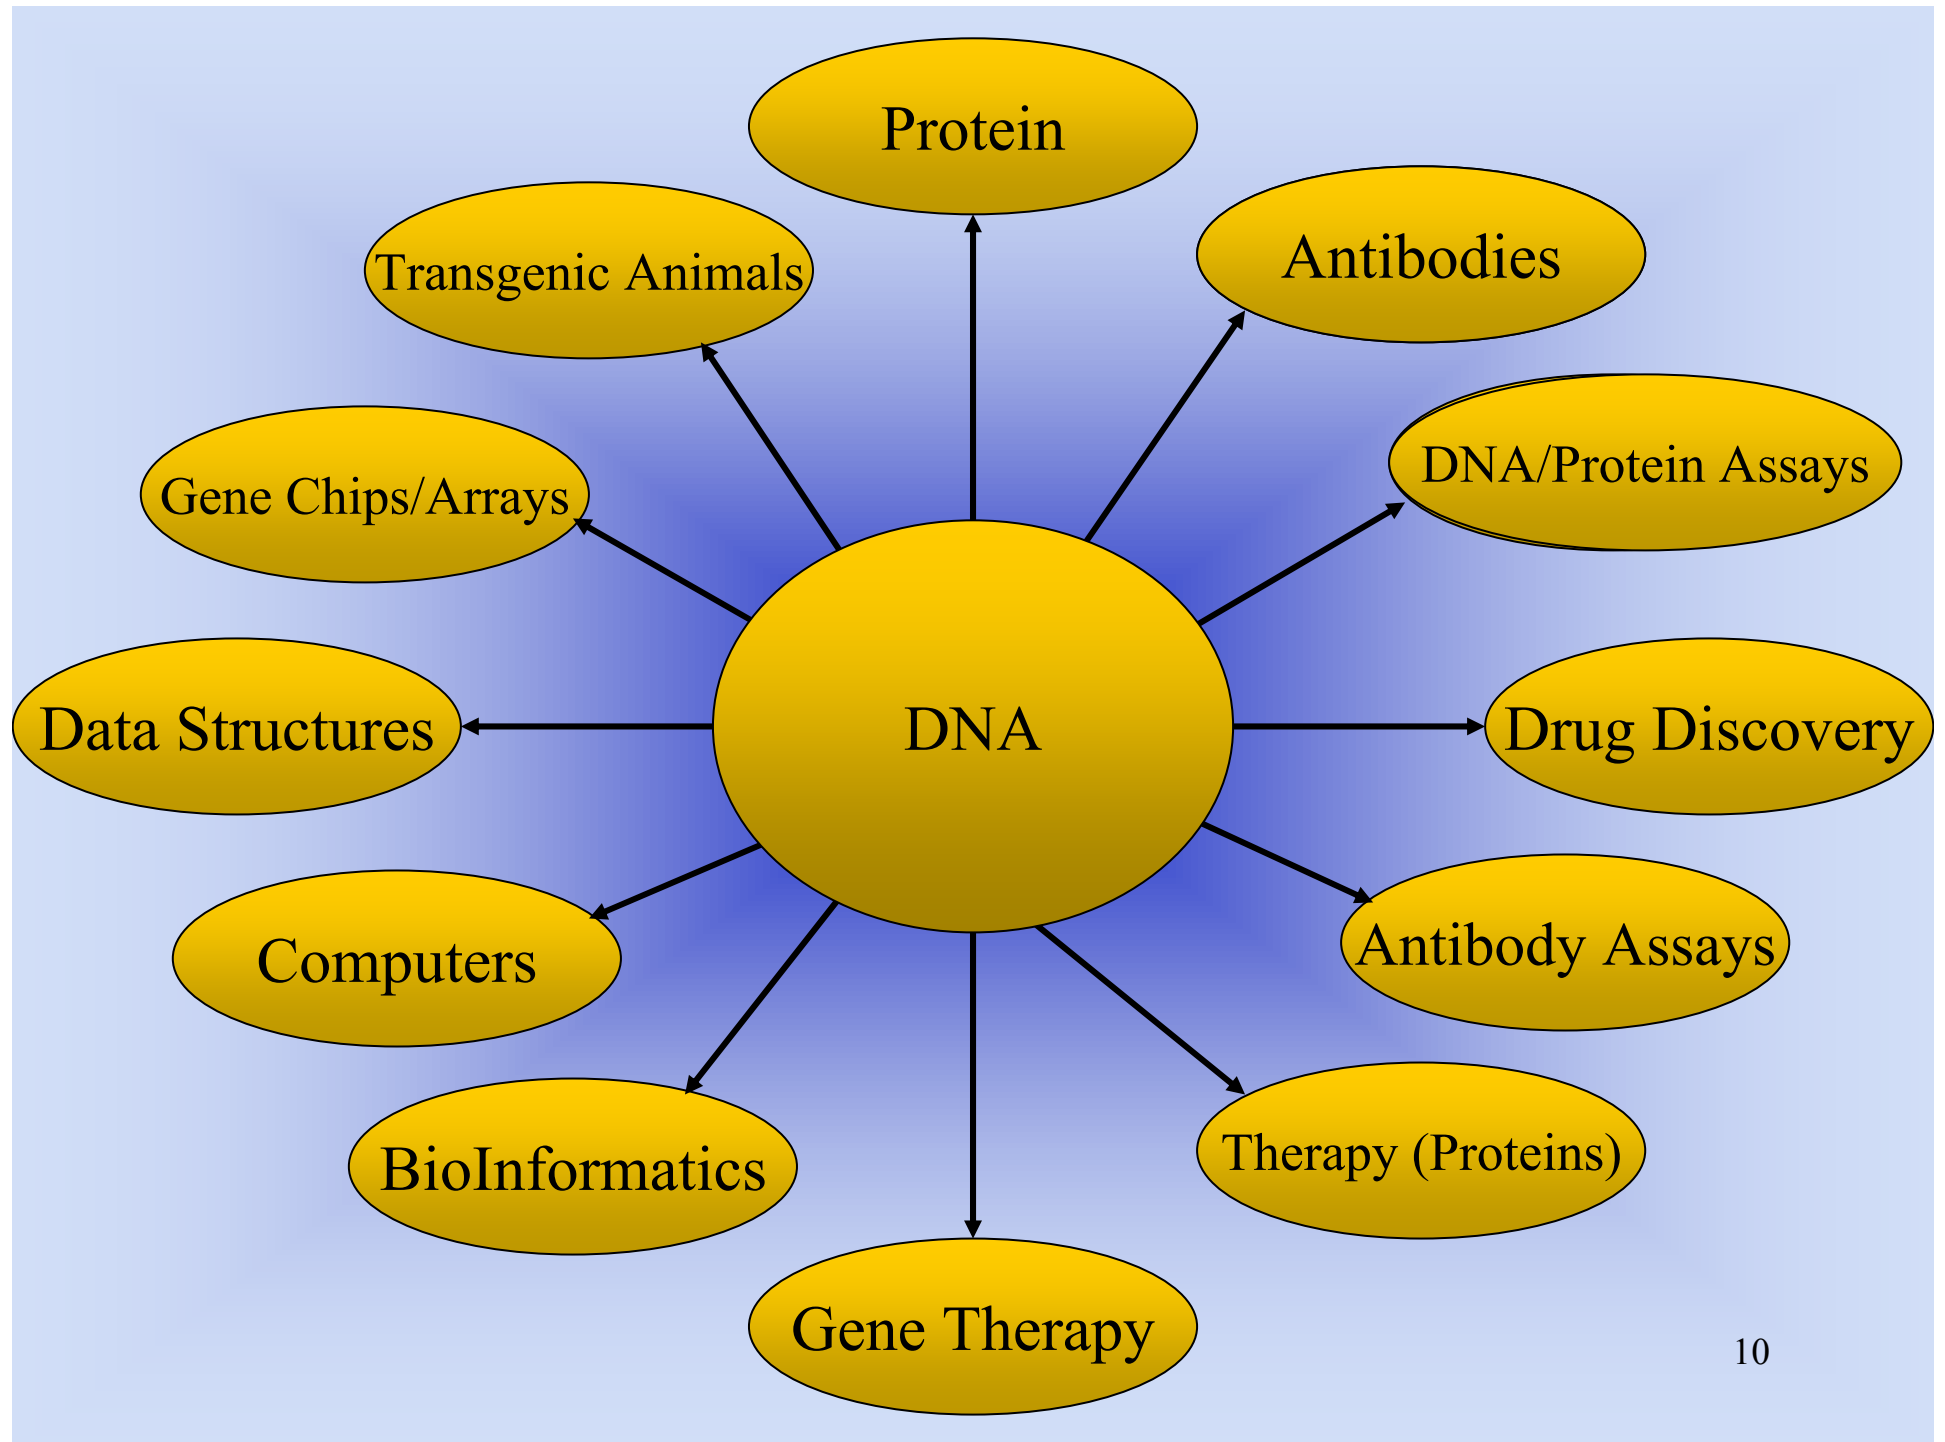 Protein
Antibodies
Transgenic Animals
DNA/Protein Assays
Gene Chips/Arrays
Data Structures
DNA
Drug Discovery
Antibody Assays
Computers
Therapy (Proteins)
BioInformatics
Gene Therapy
10